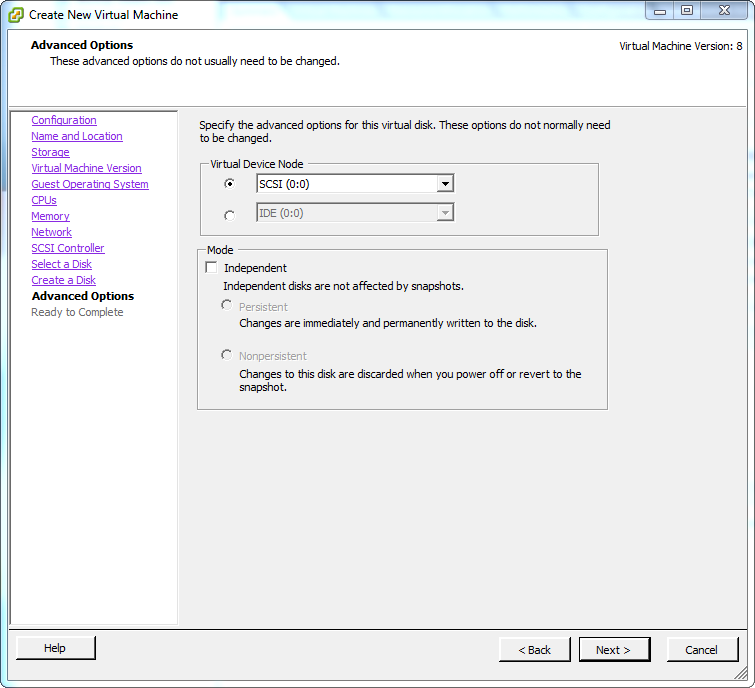 Create New Virtual Machine
Advanced Options
These advanced options do not usually need to be changed.
Virtual Machine Version: 8
Configuration
Name and Location
Storage
Virtual Machine Version
Guest Operating System
CPUs
Memory
Network
SCSI Controller
Select a Disk
Create a Disk
Advanced Options
Ready to Complete
Specify the advanced options for this virtual disk. These options do not normally need
to be changed.
Virtual Device Node
SCSI (0:0)
IDE (0:0)
Mode
Independent
Independent disks are not affected by snapshots.
Persistent
Changes are immediately and permanently written to the disk.
Nonpersistent
Changes to this disk are discarded when you power off or revert to the
snapshot.
Help
< Back
Next >
Cancel